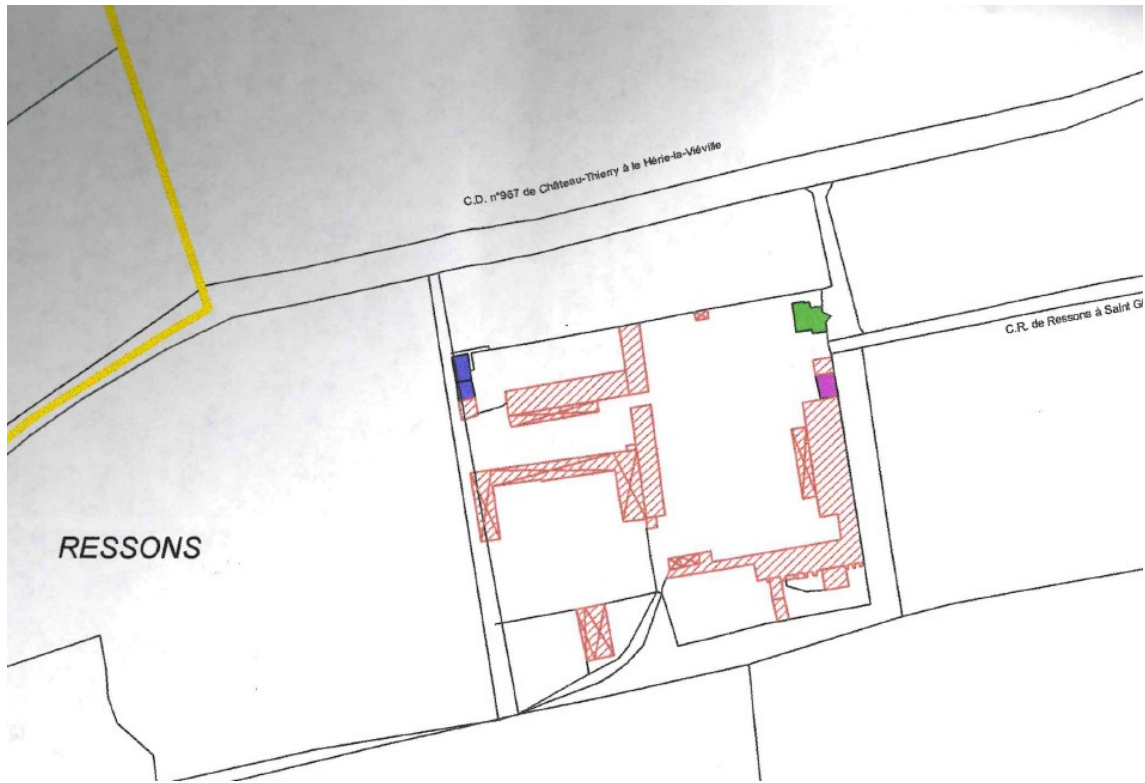 C.D. n°967 de Château-Thierry à le Hérie-la-Viéville
C.R. de Ressons à Saint G
RESSONS